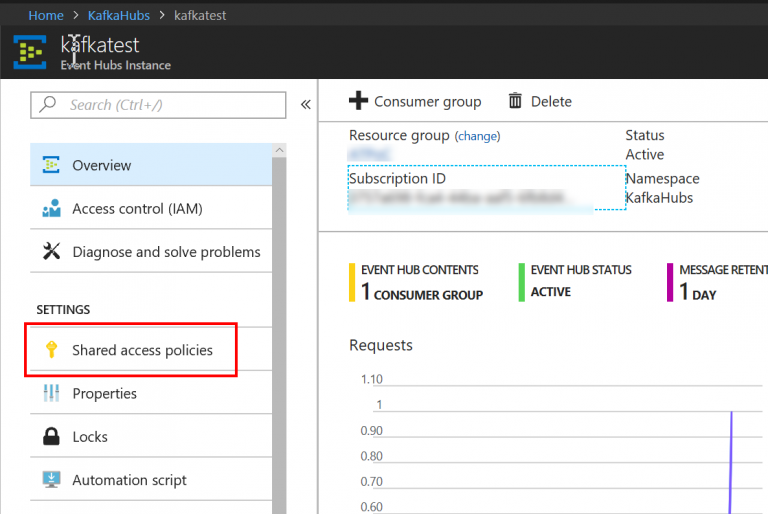 Home > KafkaHubs > kafkatest
kafkatest
Event Hubs Instance
Search (Ctrl+/)
«
Consumer group
Delete
Overview
Access control (IAM)
Diagnose and solve problems
SETTINGS
Shared access policies
Properties
Locks
Automation script
Resource group (change)
Status
Active
Subscription ID
Namespace
KafkaHubs
EVENT HUB CONTENTS
1 CONSUMER GROUP
EVENT HUB STATUS
ACTIVE
MESSAGE RETENT
1 DAY
Requests
1.10
1
0.90
0.80
0.70
0.60